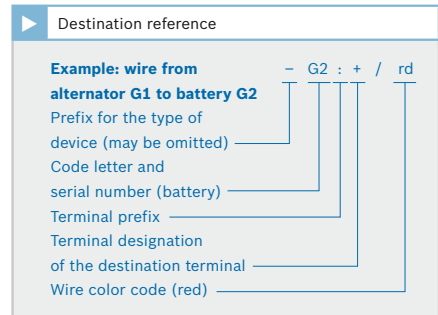 Destination reference
Example: wire from – G2 : + / rd
alternator G1 to battery G2
Prefix for the type of
device (may be omitted)
Code letter and
serial number (battery)
Terminal prefix
Terminal designation
of the destination terminal
Wire color code (red)